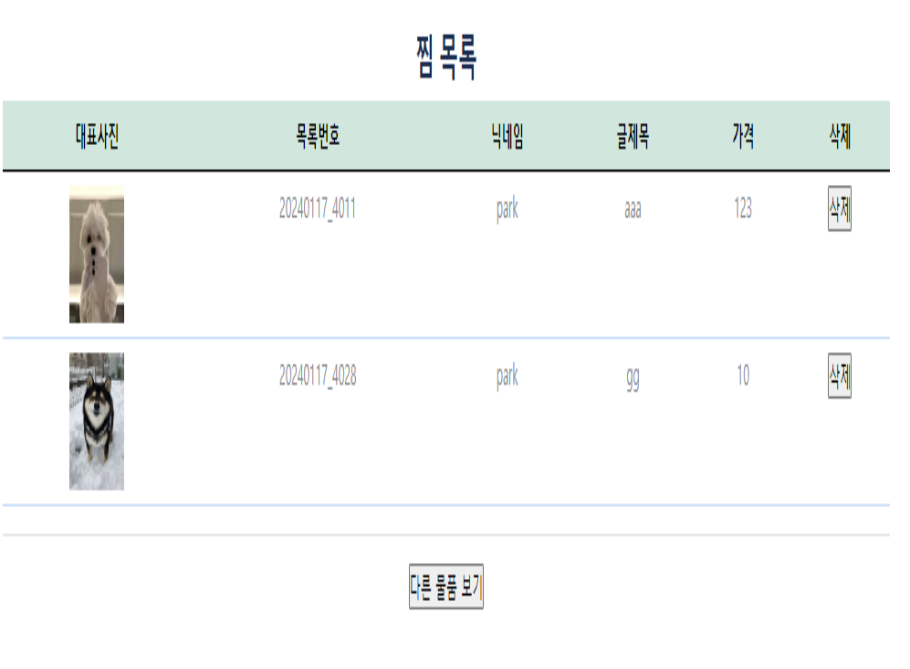 찜 목록
대표사진 목록번호 닉네임 글제목 가격 삭제
20240117_4011 park aaa 123 삭제
20240117_4028 park gg 10 삭제
다른 물품 보기